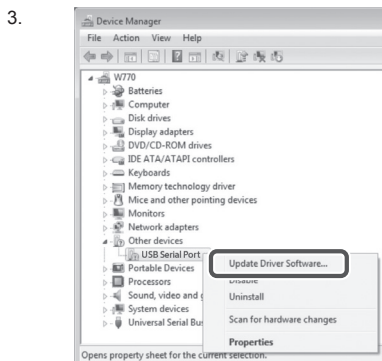 3.
Device Manager
File Action View Help
W770
Batteries
Computer
Disk drives
Display adapters
DVD/CD-ROM drives
IDE ATA/ATAPI controllers
Keyboards
Memory technology driver
Mice and other pointing devices
Monitors
Network adapters
Other devices
USB Serial Port
Update Driver Software...
Portable Devices
Disable
Processors
Uninstall
Sound, video and g
System devices
Scan for hardware changes
Universal Serial Bus
Properties
Opens property sheet for the current selection.